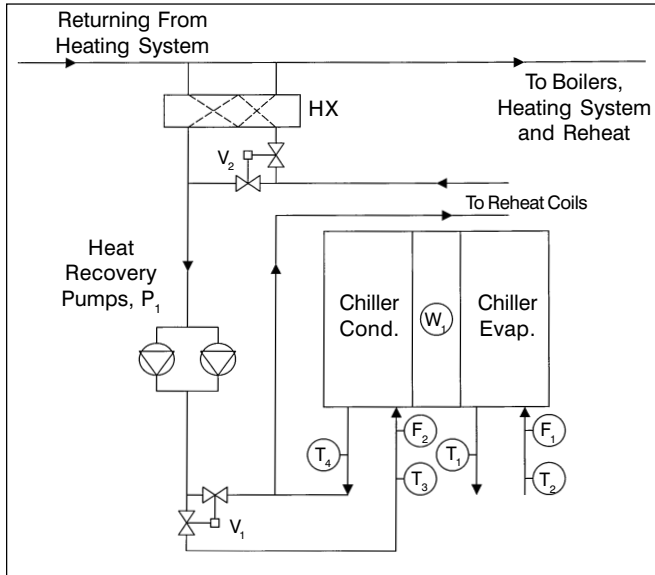 Returning From
Heating System
To Boilers,
Heating System
and Reheat
HX
V2
To Reheat Coils
Heat
Recovery
Pumps, P1
Chiller
Cond.
W1
Chiller
Evap.
F2
F1
T4
T3
T1
T2
V1